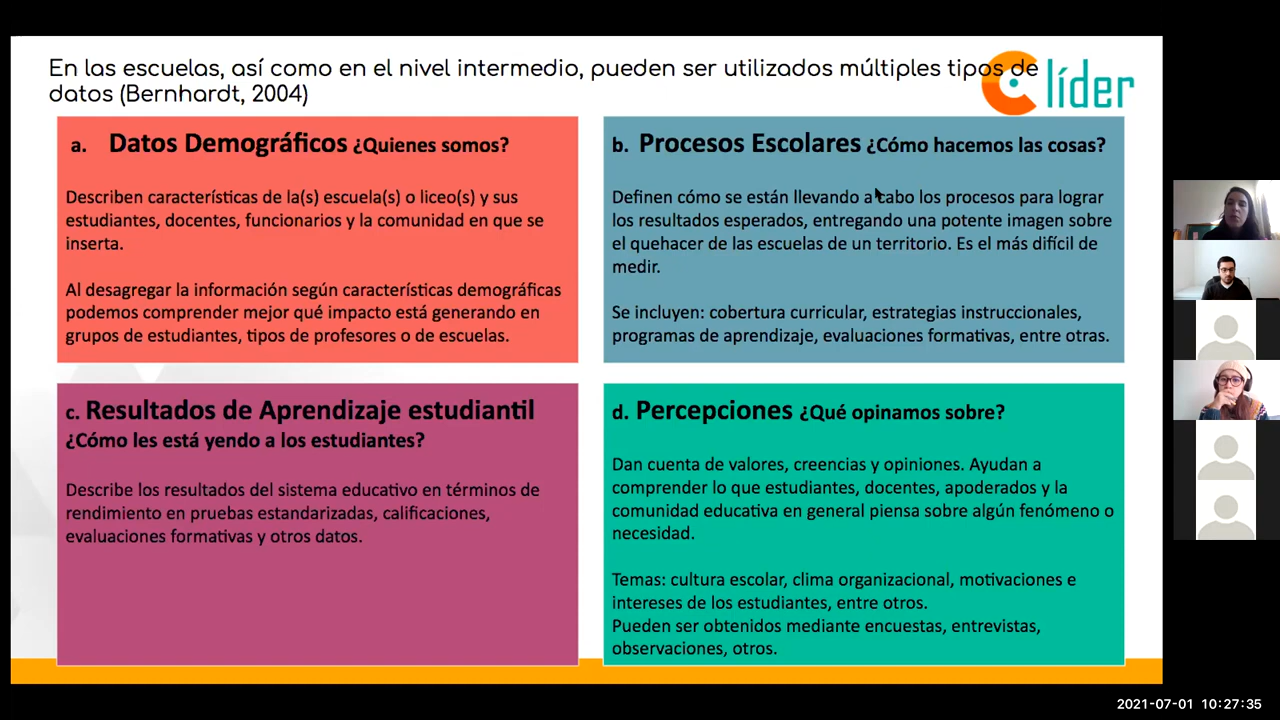 En las escuelas, así como en el nivel intermedio, pueden ser utilizados múltiples tipos de
datos (Bernhardt, 2004)
líder
a. Datos Demográficos ¿Quienes somos?
Describen características de la(s) escuela(s) o liceo(s) y sus
estudiantes, docentes, funcionarios y la comunidad en que se
inserta.
Al desagregar la información según características demográficas
podemos comprender mejor qué impacto está generando en
grupos de estudiantes, tipos de profesores o de escuelas.
b. Procesos Escolares ¿Cómo hacemos las cosas?
Definen cómo se están llevando a cabo los procesos para lograr
los resultados esperados, entregando una potente imagen sobre
el quehacer de las escuelas de un territorio. Es el más difícil de
medir.
Se incluyen: cobertura curricular, estrategias instruccionales,
programas de aprendizaje, evaluaciones formativas, entre otras.
c. Resultados de Aprendizaje estudiantil
¿Cómo les está yendo a los estudiantes?
Describe los resultados del sistema educativo en términos de
rendimiento en pruebas estandarizadas, calificaciones,
evaluaciones formativas y otros datos.
d. Percepciones ¿Qué opinamos sobre?
Dan cuenta de valores, creencias y opiniones. Ayudan a
comprender lo que estudiantes, docentes, apoderados y la
comunidad educativa en general piensa sobre algún fenómeno o
necesidad.
Temas: cultura escolar, clima organizacional, motivaciones e
intereses de los estudiantes, entre otros.
Pueden ser obtenidos mediante encuestas, entrevistas,
observaciones, otros.
2021-07-01 10:27:35